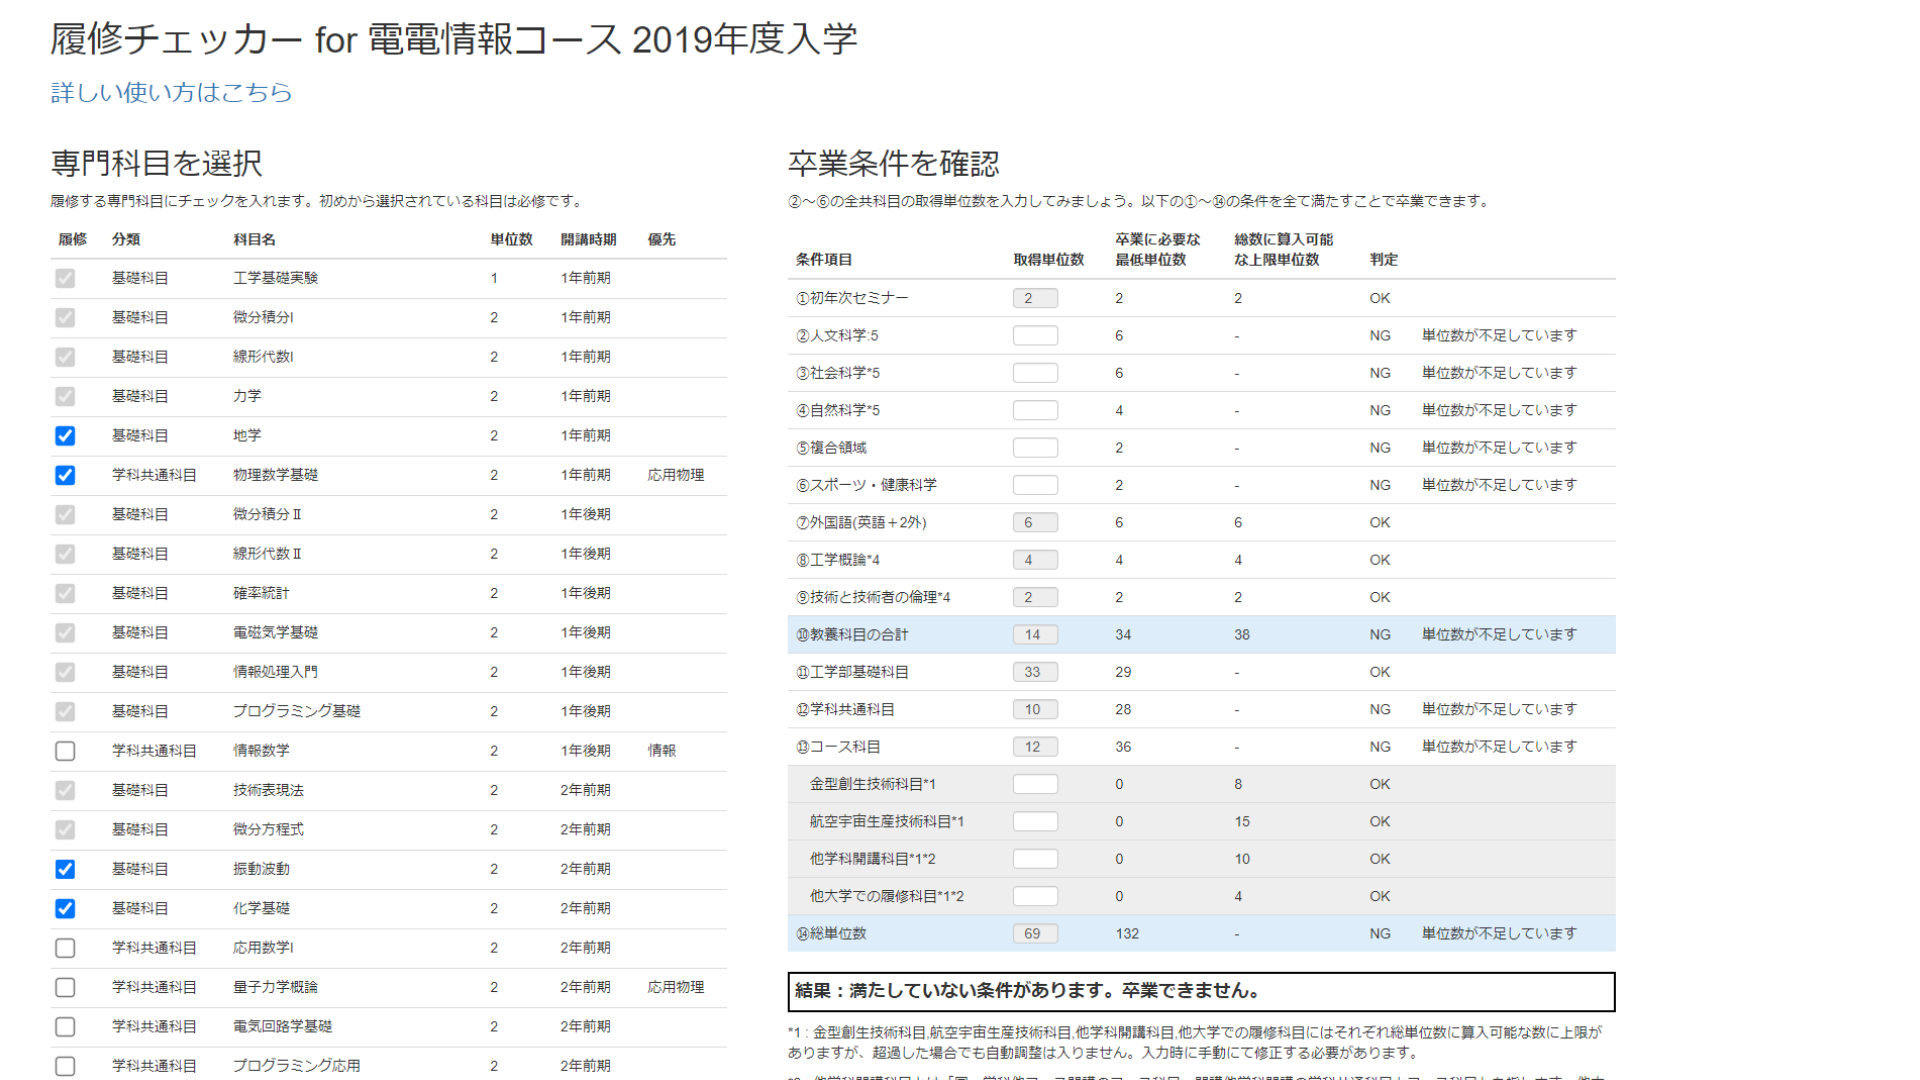 履修チェッカー for 電電情報コース 2019年度入学
詳しい使い方はこちら
専門科目を選択
履修する専門科目にチェックを入れます。初めから選択されている科目は必修です。
履修 分類 科目名 単位数 開講時期 優先
基礎科目 工学基礎実験 1 1年前期
基礎科目 微分積分I 2 1年前期
基礎科目 線形代数I 2 1年前期
基礎科目 力学 2 1年前期
基礎科目 地学 2 1年前期
学科共通科目 物理数学基礎 2 1年前期 応用物理
基礎科目 微分積分Ⅱ 2 1年後期
基礎科目 線形代数Ⅱ 2 1年後期
基礎科目 確率統計 2 1年後期
基礎科目 電磁気学基礎 2 1年後期
基礎科目 情報処理入門 2 1年後期
基礎科目 プログラミング基礎 2 1年後期
学科共通科目 情報数学 2 1年後期 情報
基礎科目 技術表現法 2 2年前期
基礎科目 微分方程式 2 2年前期
基礎科目 振動波動 2 2年前期
基礎科目 化学基礎 2 2年前期
学科共通科目 応用数学I 2 2年前期
学科共通科目 量子力学概論 2 2年前期 応用物理
学科共通科目 電気回路学基礎 2 2年前期
学科共通科目 プログラミング応用 2 2年前期
卒業条件を確認
②～⑥の全共科目の取得単位数を入力してみましょう。以下の①～⑭の条件を全て満たすことで卒業できます。
条件項目 取得単位数 卒業に必要な最低単位数 総数に算入可能な上限単位数 判定
①初年次セミナー 2 2 2 OK
②人文科学:5 6 - NG 単位数が不足しています
③社会科学*5 6 - NG 単位数が不足しています
④自然科学*5 4 - NG 単位数が不足しています
⑤複合領域 2 - NG 単位数が不足しています
⑥スポーツ・健康科学 2 - NG 単位数が不足しています
⑦外国語(英語＋2外) 6 6 6 OK
⑧工学概論*4 4 4 4 OK
⑨技術と技術者の倫理*4 2 2 2 OK
⑩教養科目の合計 14 34 38 NG 単位数が不足しています
⑪工学部基礎科目 33 29 - OK
⑫学科共通科目 10 28 - NG 単位数が不足しています
⑬コース科目 12 36 - NG 単位数が不足しています
金型創生技術科目*1 0 8 OK
航空宇宙生産技術科目*1 0 15 OK
他学科開講科目*1*2 0 10 OK
他大学での履修科目*1*2 0 4 OK
⑭総単位数 69 132 - NG 単位数が不足しています
結果：満たしていない条件があります。卒業できません。
*1 : 金型創生技術科目,航空宇宙生産技術科目,他学科開講科目,他大学での履修科目にはそれぞれ総単位数に算入可能な数に上限が
ありますが、超過した場合でも自動調整は入りません。入力時に手動にて修正する必要があります。